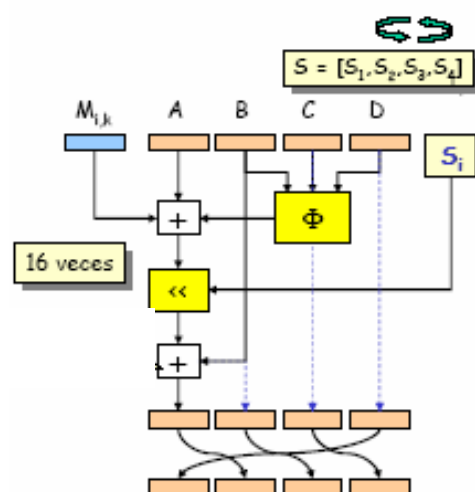 S = [S₁,S₂,S₃,S₄]
Mᵢ,ₖ A B C D
Sᵢ
+ Φ
16 veces
<<
+